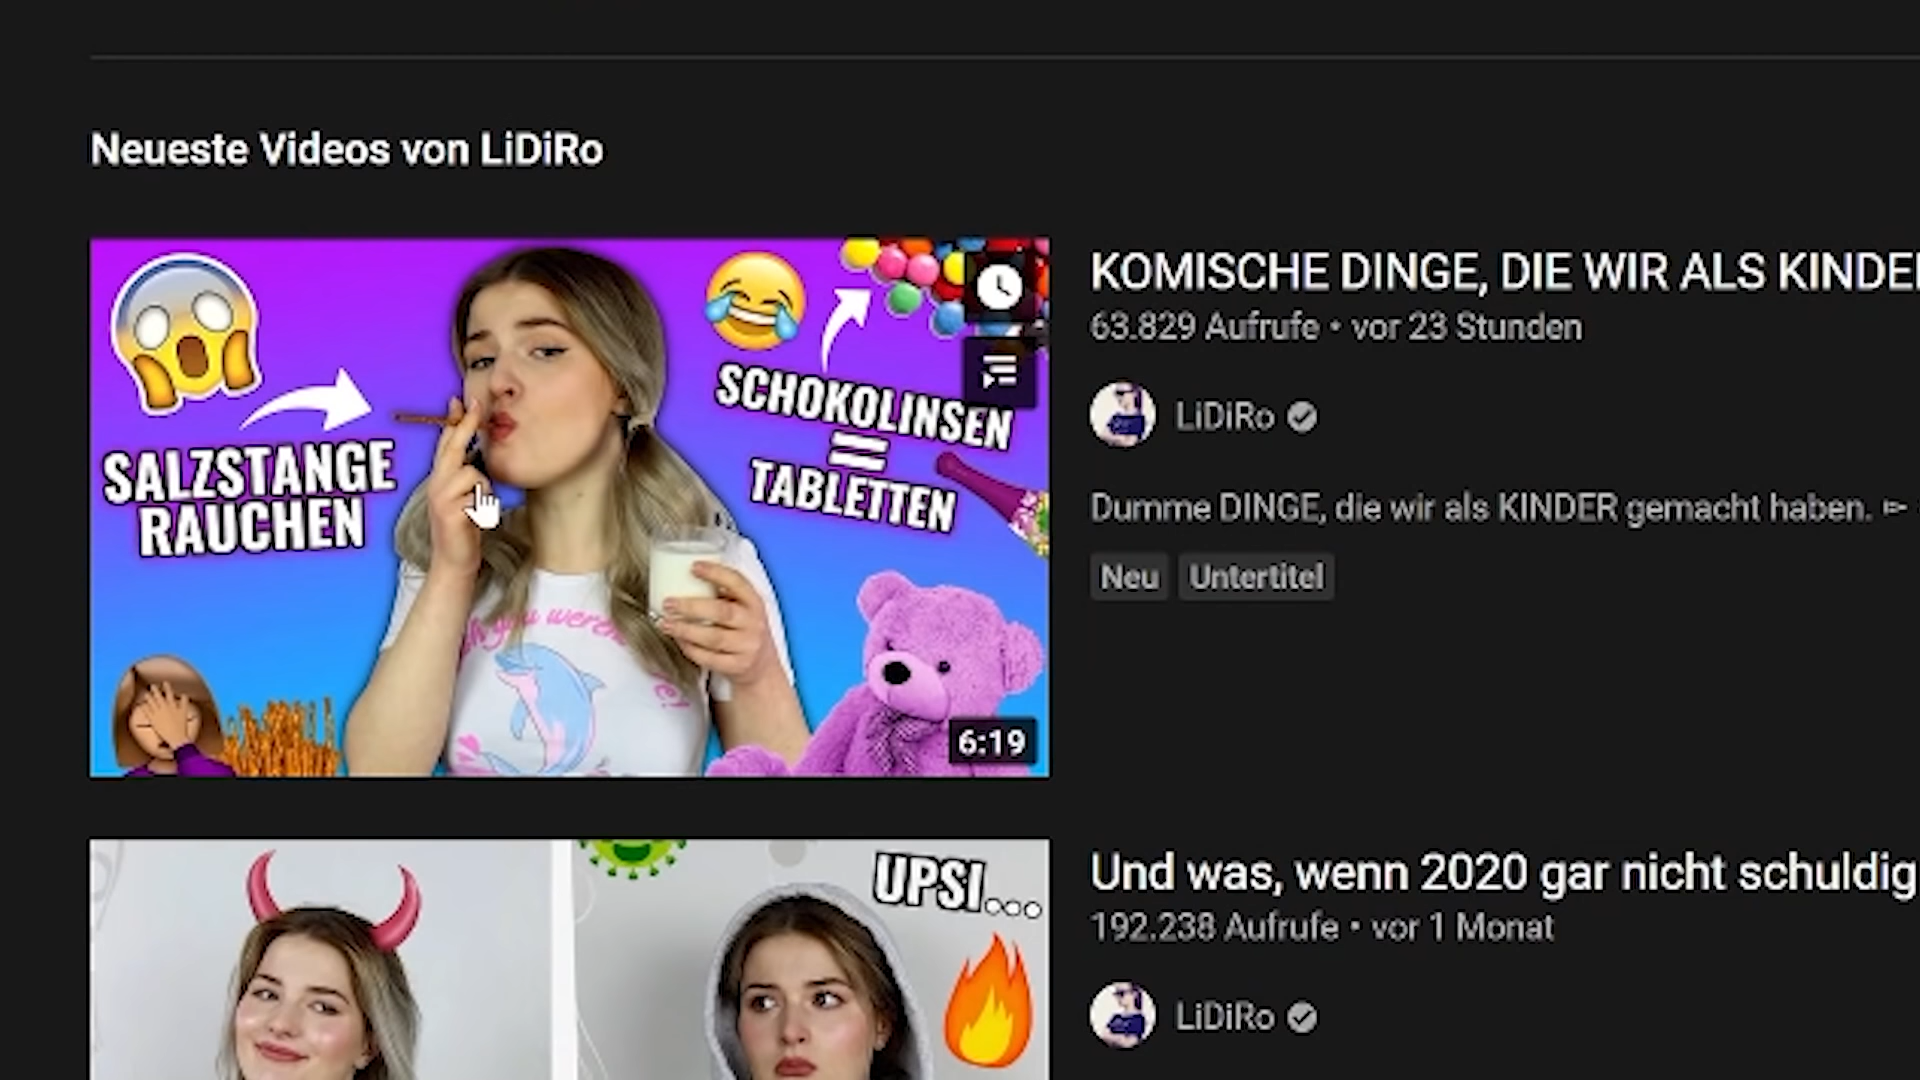 Neueste Videos von LiDiRo
SALZSTANGE
RAUCHEN
SCHOKOLINSEN
=
TABLETTEN
6:19
KOMISCHE DINGE, DIE WIR ALS KINDER
63.829 Aufrufe • vor 23 Stunden
LiDiRo
Dumme DINGE, die wir als KINDER gemacht haben. ►
Neu
Untertitel
UPSI...
Und was, wenn 2020 gar nicht schuldig
192.238 Aufrufe • vor 1 Monat
LiDiRo